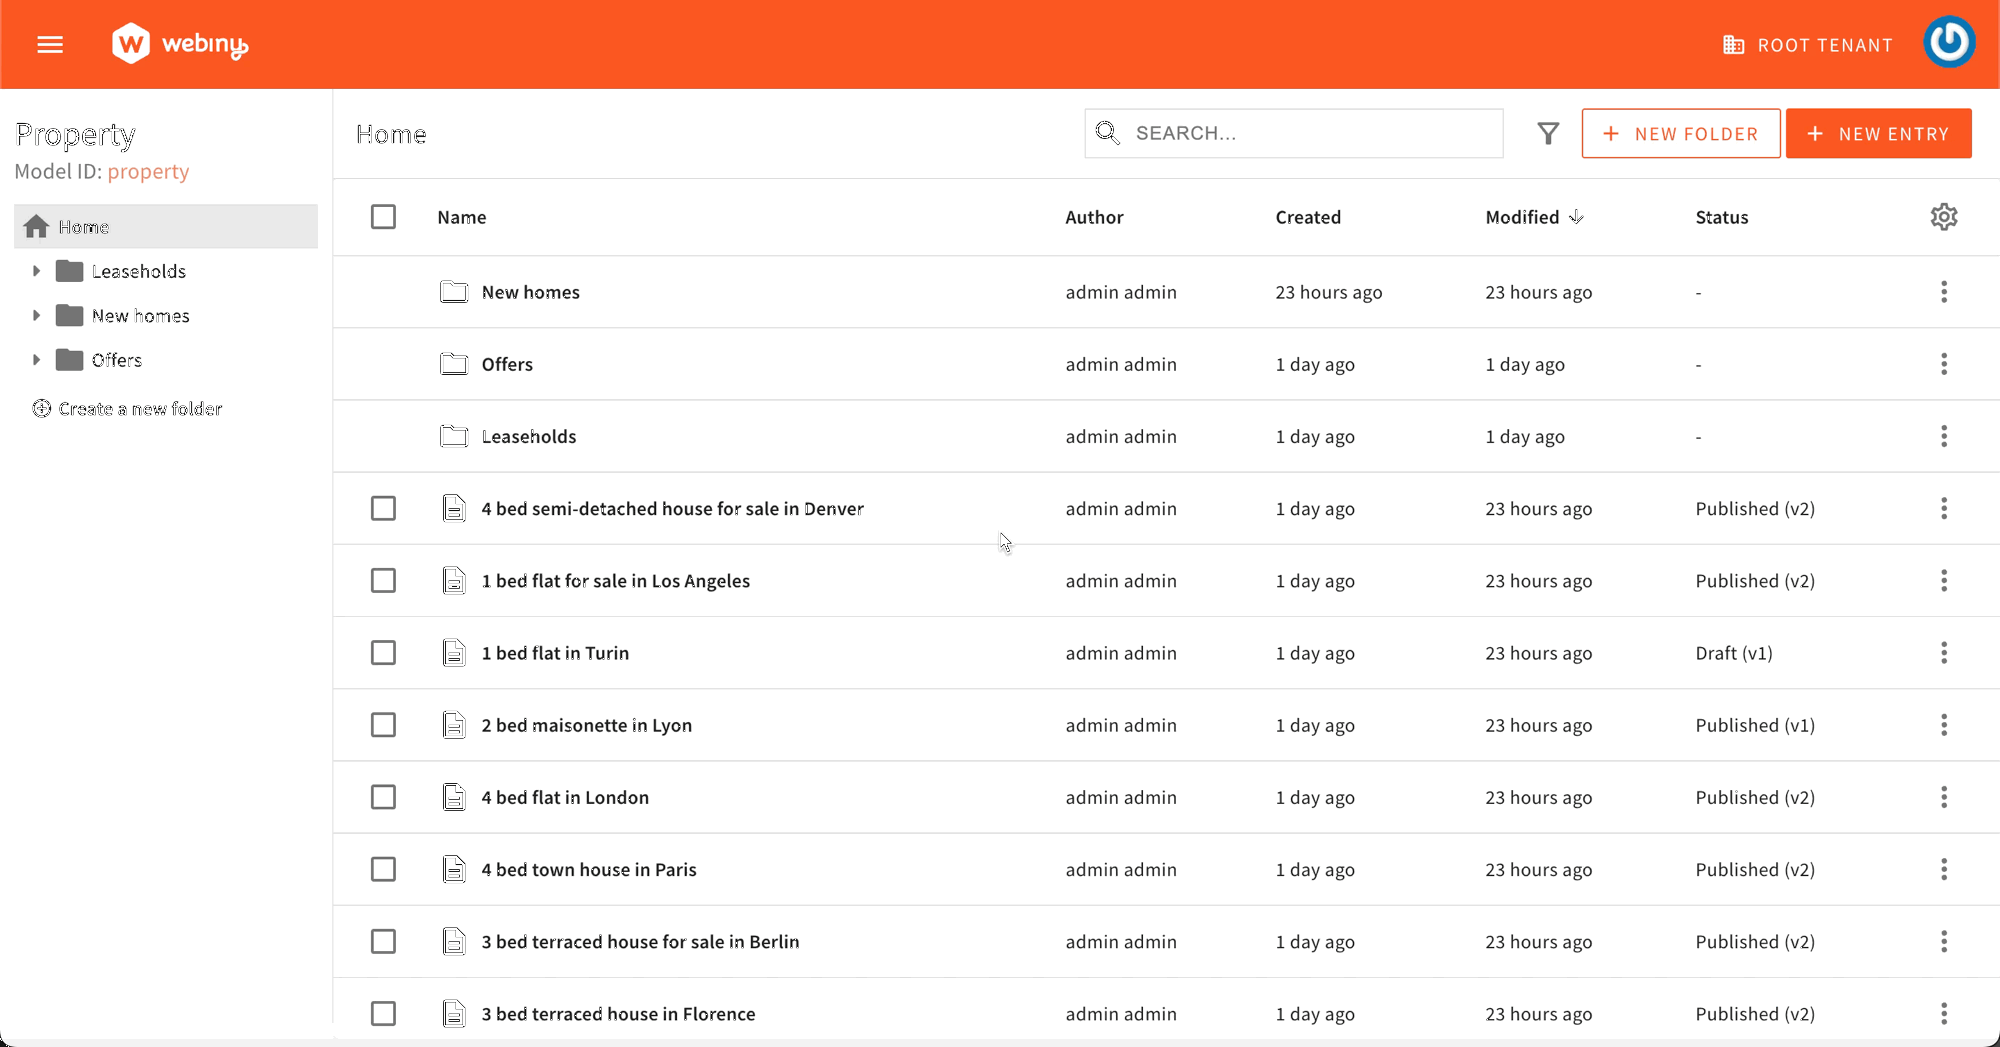 webiny
ROOT TENANT
Property
Model ID: property
Home
Leaseholds
New homes
Offers
Create a new folder
Home
SEARCH...
+ NEW FOLDER
+ NEW ENTRY
Name Author Created Modified Status
New homes admin admin 23 hours ago 23 hours ago -
Offers admin admin 1 day ago 1 day ago -
Leaseholds admin admin 1 day ago 1 day ago -
4 bed semi-detached house for sale in Denver admin admin 1 day ago 23 hours ago Published (v2)
1 bed flat for sale in Los Angeles admin admin 1 day ago 23 hours ago Published (v2)
1 bed flat in Turin admin admin 1 day ago 23 hours ago Draft (v1)
2 bed maisonette in Lyon admin admin 1 day ago 23 hours ago Published (v1)
4 bed flat in London admin admin 1 day ago 23 hours ago Published (v2)
4 bed town house in Paris admin admin 1 day ago 23 hours ago Published (v2)
3 bed terraced house for sale in Berlin admin admin 1 day ago 23 hours ago Published (v2)
3 bed terraced house in Florence admin admin 1 day ago 23 hours ago Published (v2)